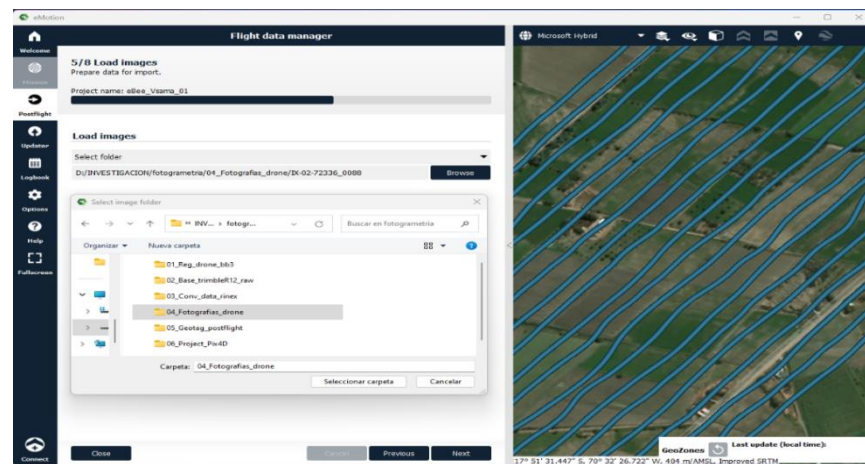 eMotion
Flight data manager
Microsoft Hybrid
Welcome
Mission
Postflight
Updater
Logbook
Options
Help
Fullscreen
Connect
5/8 Load images
Prepare data for import.
Project name: eBee_Vsama_01
Load images
Select folder
D:/INVESTIGACION/fotogrametria/04_Fotografias_drone/IX-02-72336_0088
Browse
Select image folder
INV... › fotogr...
Buscar en fotogrametria
Organizar
Nueva carpeta
01_Reg_drone_bb3
02_Base_trimbleR12_raw
03_Conv_data_rinex
04_Fotografias_drone
05_Geotag_postflight
06_Project_Pix4D
Carpeta: 04_Fotografias_drone
Seleccionar carpeta
Cancelar
Close
Cancel
Previous
Next
GeoZones
Last update (local time):
17° 51' 31.447" S, 70° 32' 26.722" W, 404 m/AMSL, Improved SRTM